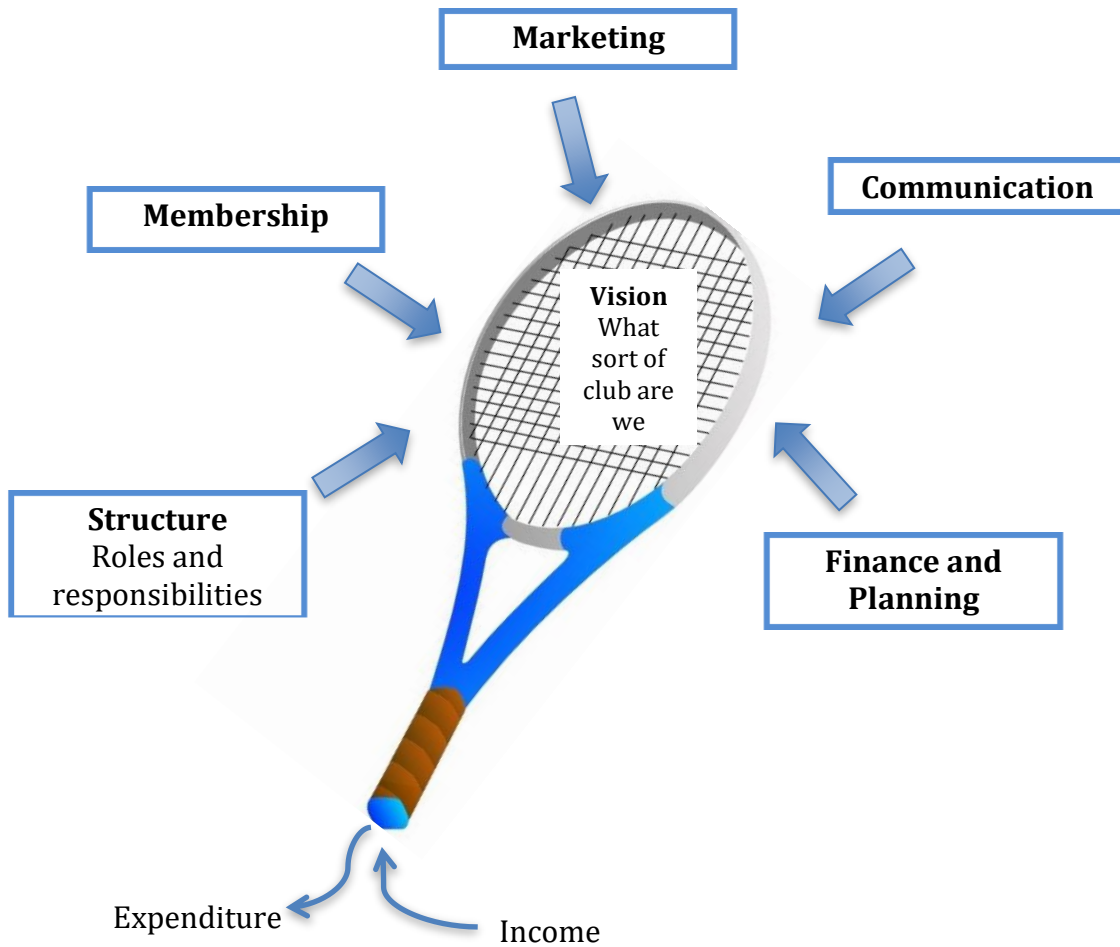 Marketing
Communication
Membership
Vision
What
sort of
club are
we
Structure
Roles and
responsibilities
Finance and
Planning
Expenditure
Income